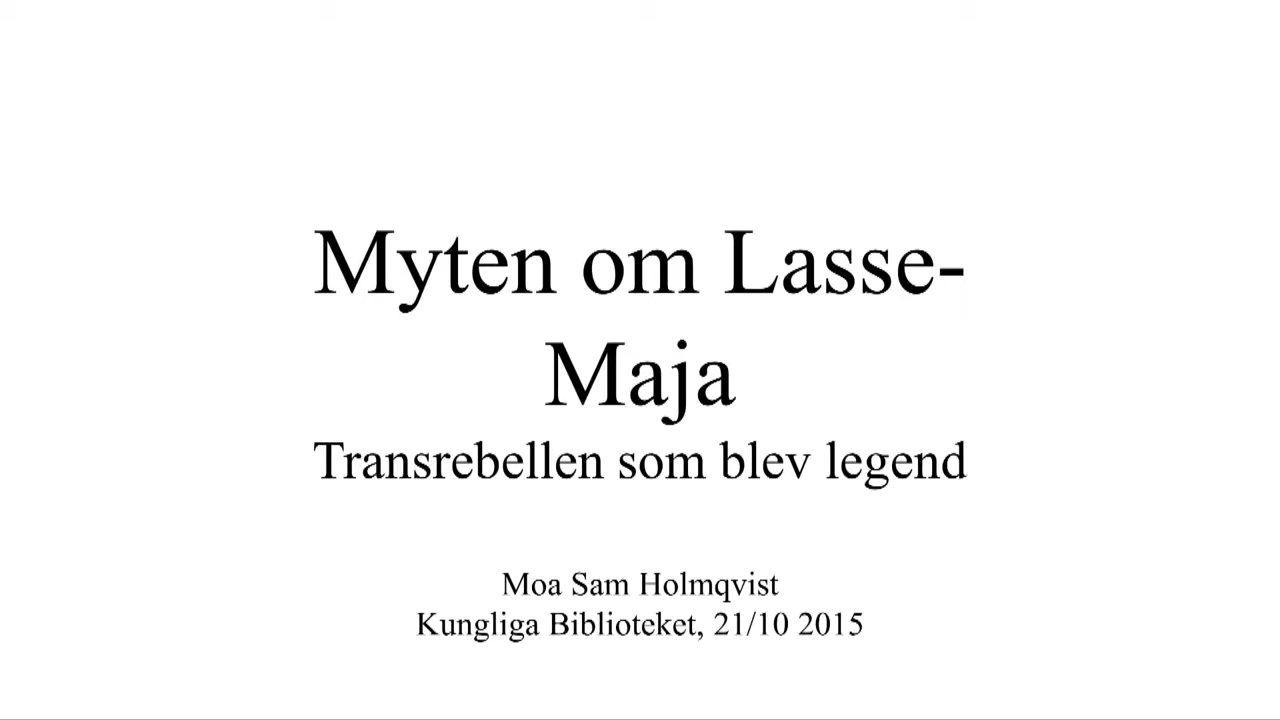 Myten om Lasse-
Maja
Transrebellen som blev legend
Moa Sam Holmqvist
Kungliga Biblioteket, 21/10 2015